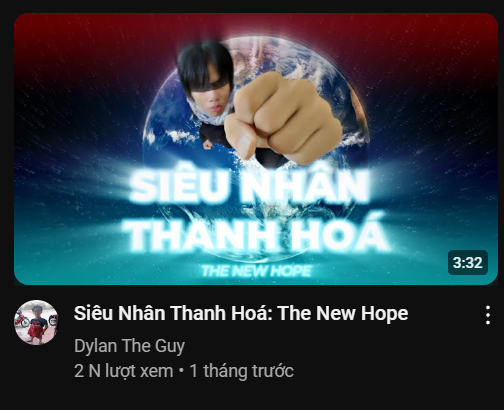 SIÊU NHÂN
THANH HOÁ
THE NEW HOPE
3:32
Siêu Nhân Thanh Hoá: The New Hope
Dylan The Guy
2 N lượt xem • 1 tháng trước